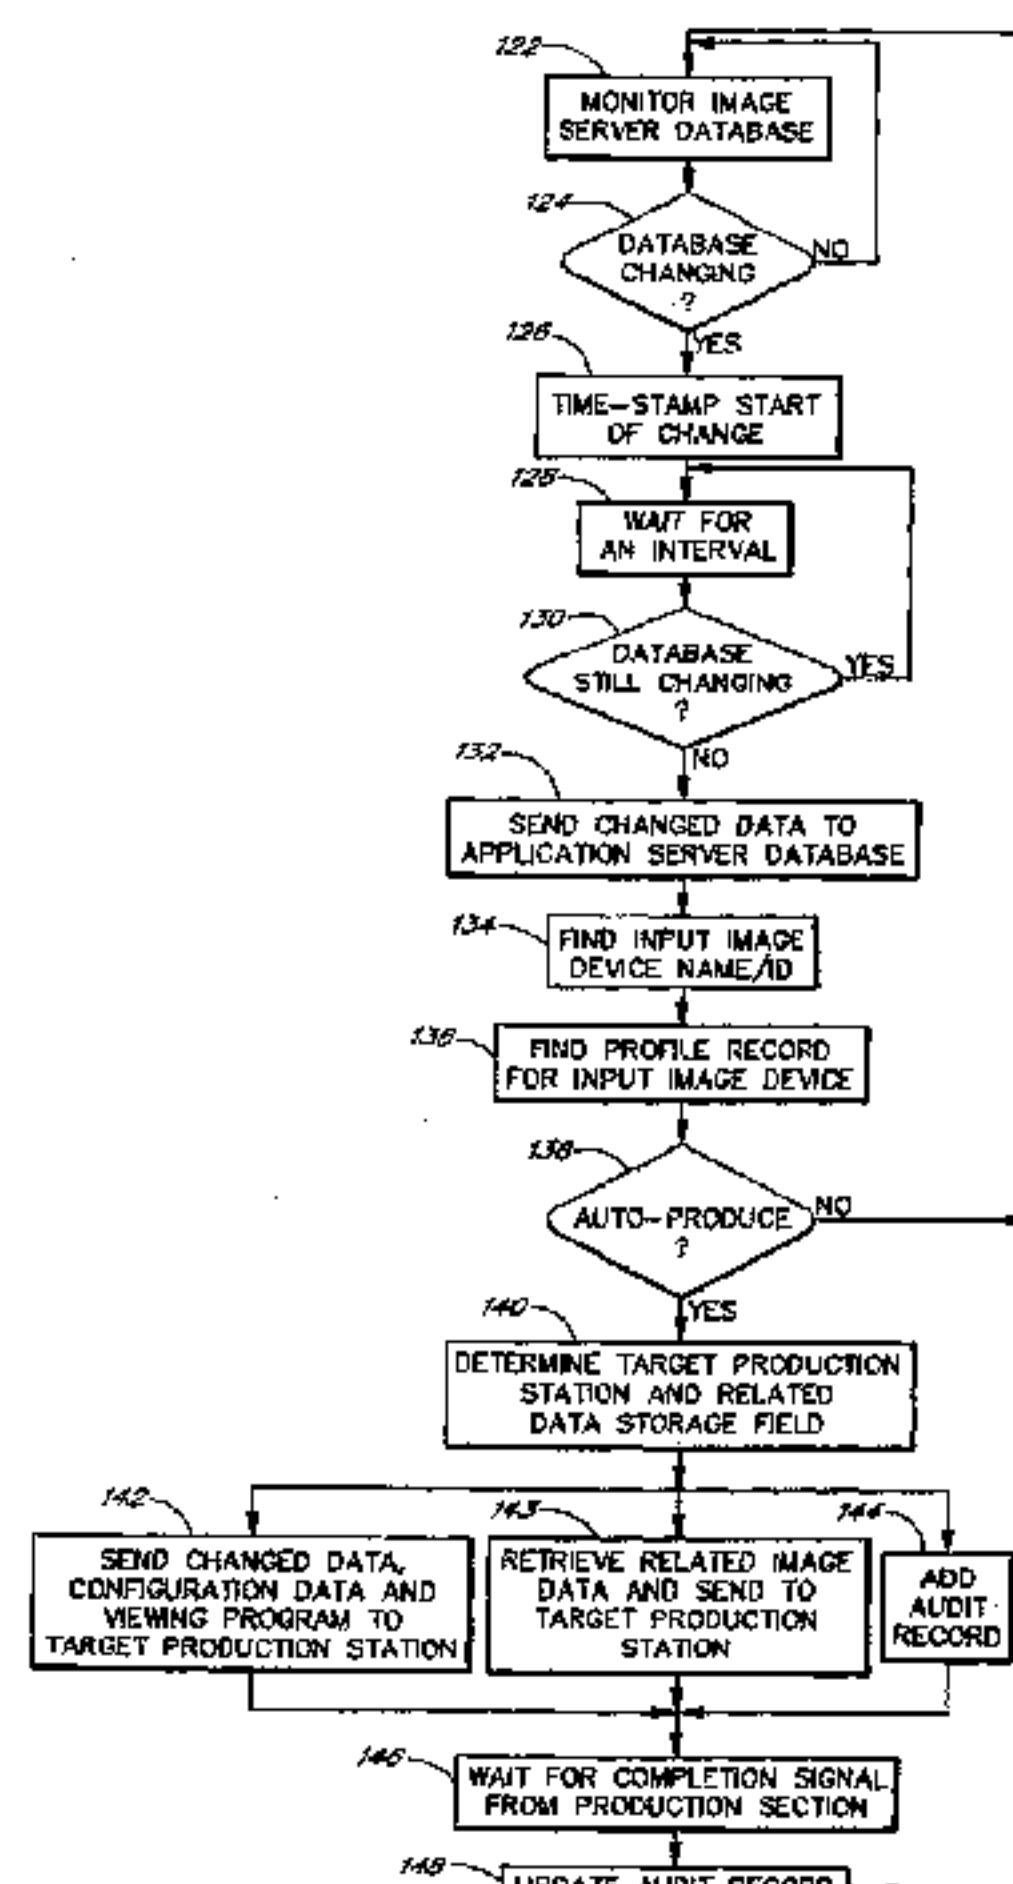 122
MONITOR IMAGE
SERVER DATABASE
124
DATABASE
CHANGING
?
NO
YES
126
TIME-STAMP START
OF CHANGE
128
WAIT FOR
AN INTERVAL
130
DATABASE
STILL CHANGING
?
YES
NO
132
SEND CHANGED DATA TO
APPLICATION SERVER DATABASE
134
FIND INPUT IMAGE
DEVICE NAME/ID
136
FIND PROFILE RECORD
FOR INPUT IMAGE DEVICE
138
AUTO-PRODUCE
?
NO
YES
140
DETERMINE TARGET PRODUCTION
STATION AND RELATED
DATA STORAGE FIELD
142
SEND CHANGED DATA,
CONFIGURATION DATA AND
VIEWING PROGRAM TO
TARGET PRODUCTION STATION
143
RETRIEVE RELATED IMAGE
DATA AND SEND TO
TARGET PRODUCTION
STATION
144
ADD
AUDIT
RECORD
146
WAIT FOR COMPLETION SIGNAL
FROM PRODUCTION SECTION
148
UPDATE AUDIT RECORD